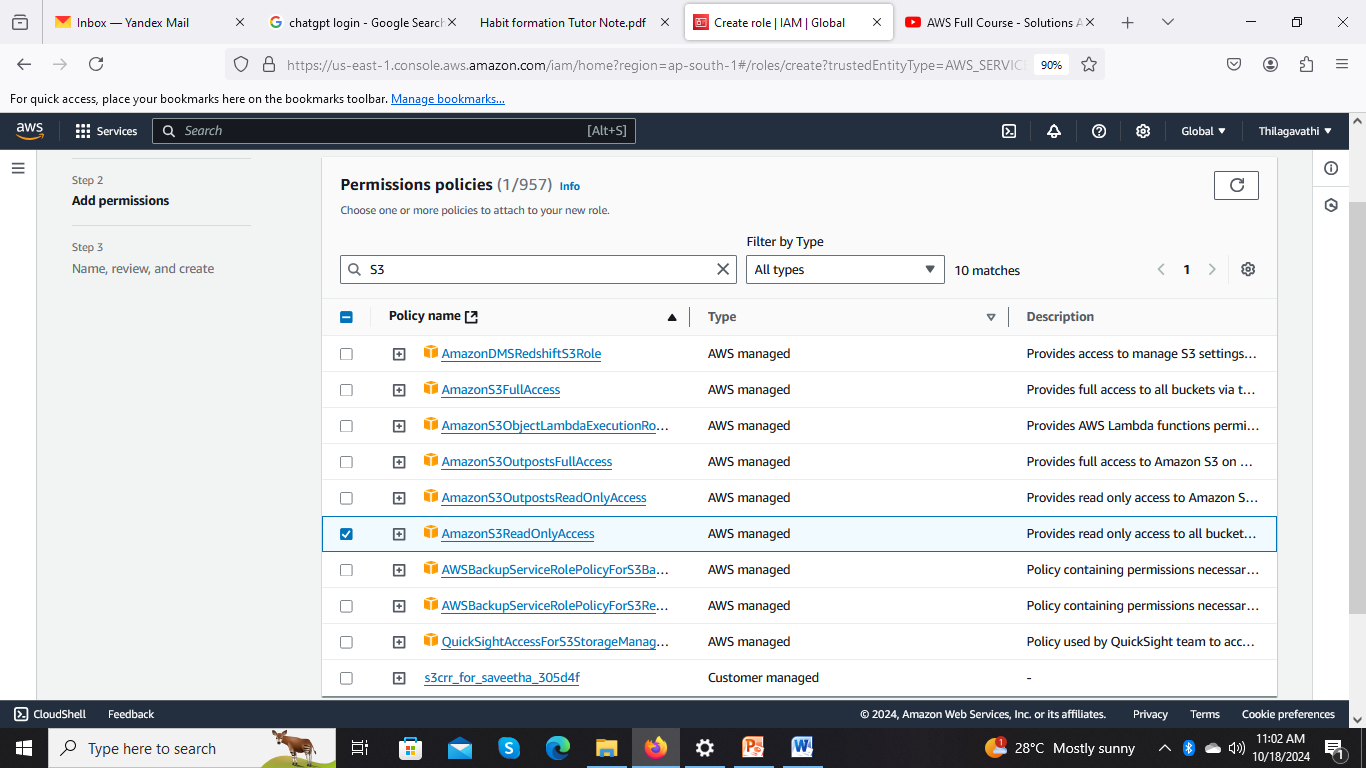 Inbox — Yandex Mail
chatgpt login - Google Search
Habit formation Tutor Note.pdf
Create role | IAM | Global
AWS Full Course - Solutions A
https://us-east-1.console.aws.amazon.com/iam/home?region=ap-south-1#/roles/create?trustedEntityType=AWS_SERVIC
90%
For quick access, place your bookmarks here on the bookmarks toolbar. Manage bookmarks...
aws
Services
Search
[Alt+S]
Global
Thilagavathi
Step 2
Add permissions
Step 3
Name, review, and create
Permissions policies (1/957) Info
Choose one or more policies to attach to your new role.
Filter by Type
S3
All types
10 matches
1
Policy name Type Description
AmazonDMSRedshiftS3Role AWS managed Provides access to manage S3 settings…
AmazonS3FullAccess AWS managed Provides full access to all buckets via t…
AmazonS3ObjectLambdaExecutionRo… AWS managed Provides AWS Lambda functions permi…
AmazonS3OutpostsFullAccess AWS managed Provides full access to Amazon S3 on …
AmazonS3OutpostsReadOnlyAccess AWS managed Provides read only access to Amazon S…
AmazonS3ReadOnlyAccess AWS managed Provides read only access to all bucket…
AWSBackupServiceRolePolicyForS3Ba… AWS managed Policy containing permissions necessar…
AWSBackupServiceRolePolicyForS3Re… AWS managed Policy containing permissions necessar…
QuickSightAccessForS3StorageManag… AWS managed Policy used by QuickSight team to acc…
s3crr_for_saveetha_305d4f Customer managed -
CloudShell Feedback © 2024, Amazon Web Services, Inc. or its affiliates. Privacy Terms Cookie preferences
Type here to search
28°C Mostly sunny
11:02 AM
10/18/2024
1